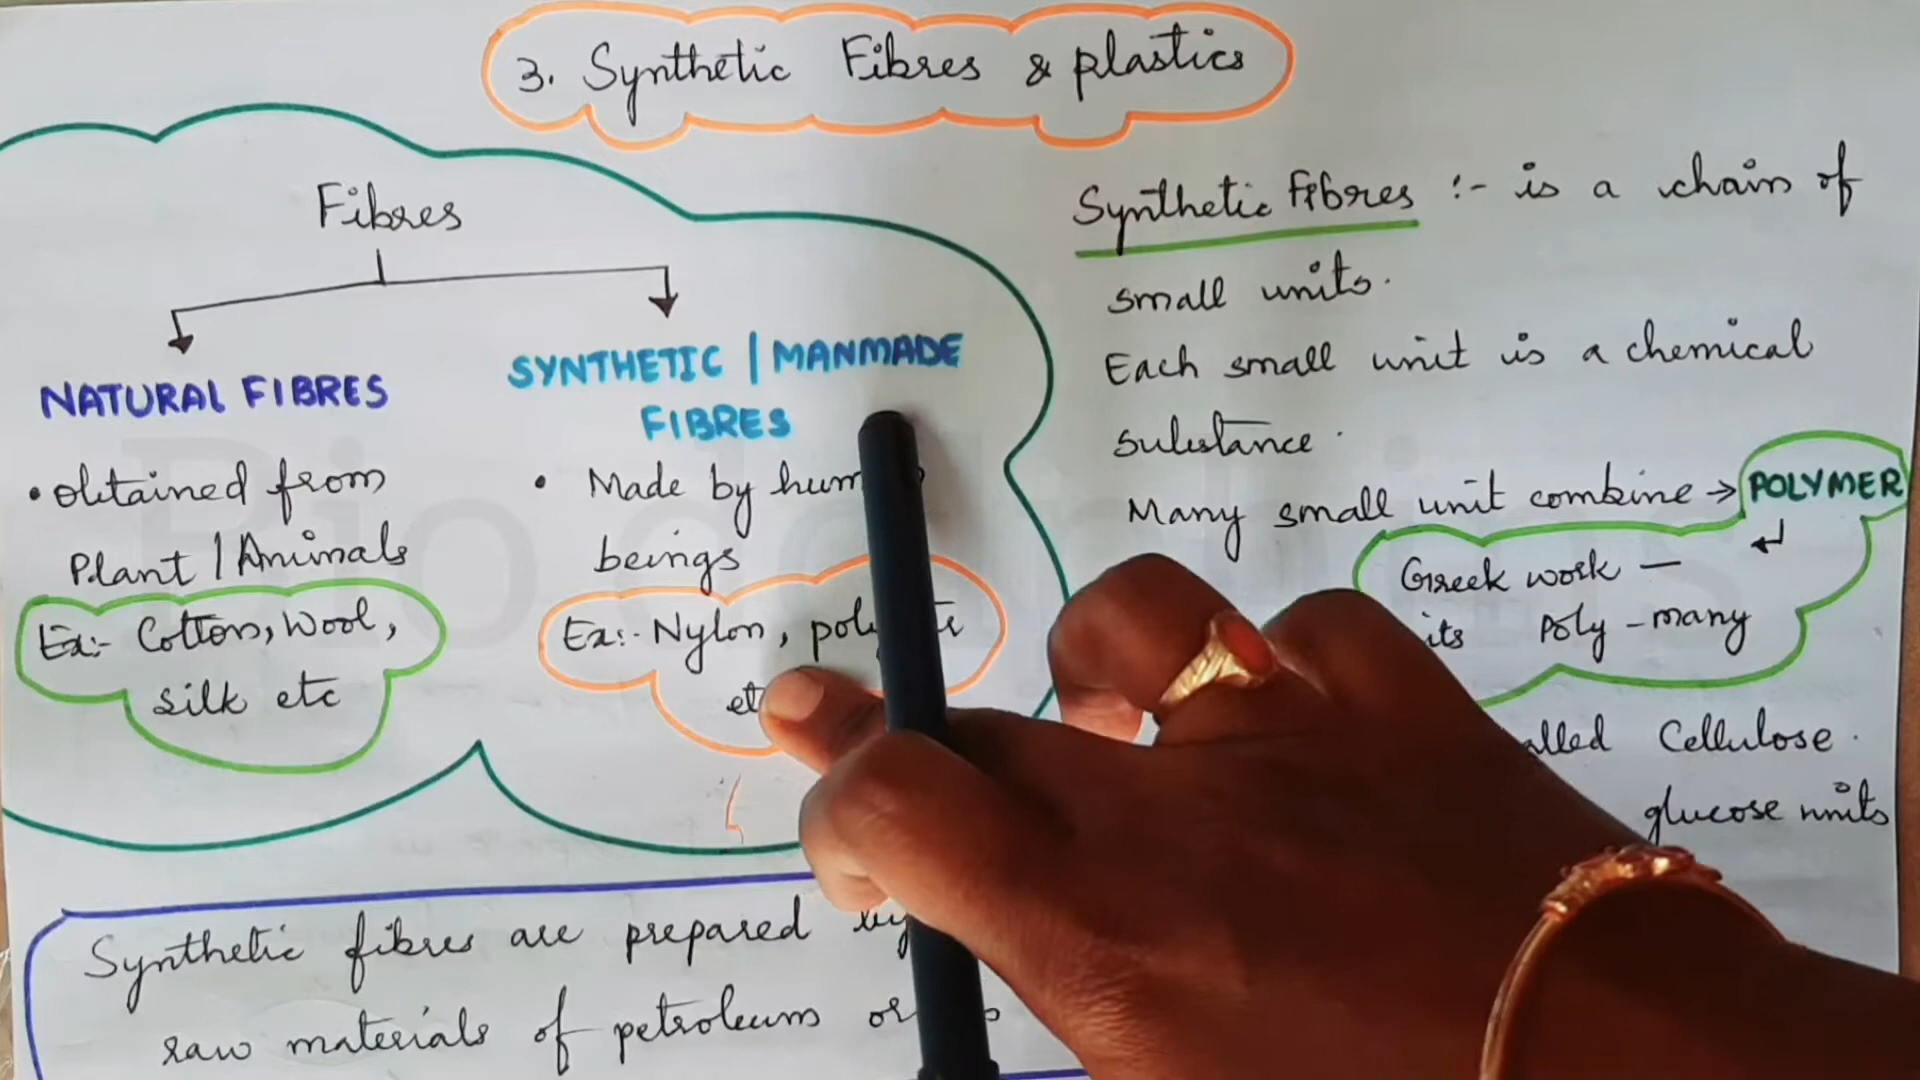 3. Synthetic Fibres & plastics
Fibres
NATURAL FIBRES
• obtained from
Plant / Animals
Ex:- Cotton, Wool,
silk etc
SYNTHETIC / MANMADE
FIBRES
• Made by
beings
Ex:- Nylon,
Synthetic Fibres :- is a chain of
small units.
Each small unit is a chemical
substance.
Many small unit combine → POLYMER
Greek work —
Poly - many
Cellulose.
glucose units
Synthetic fibres are prepared by
raw materials of petroleum or